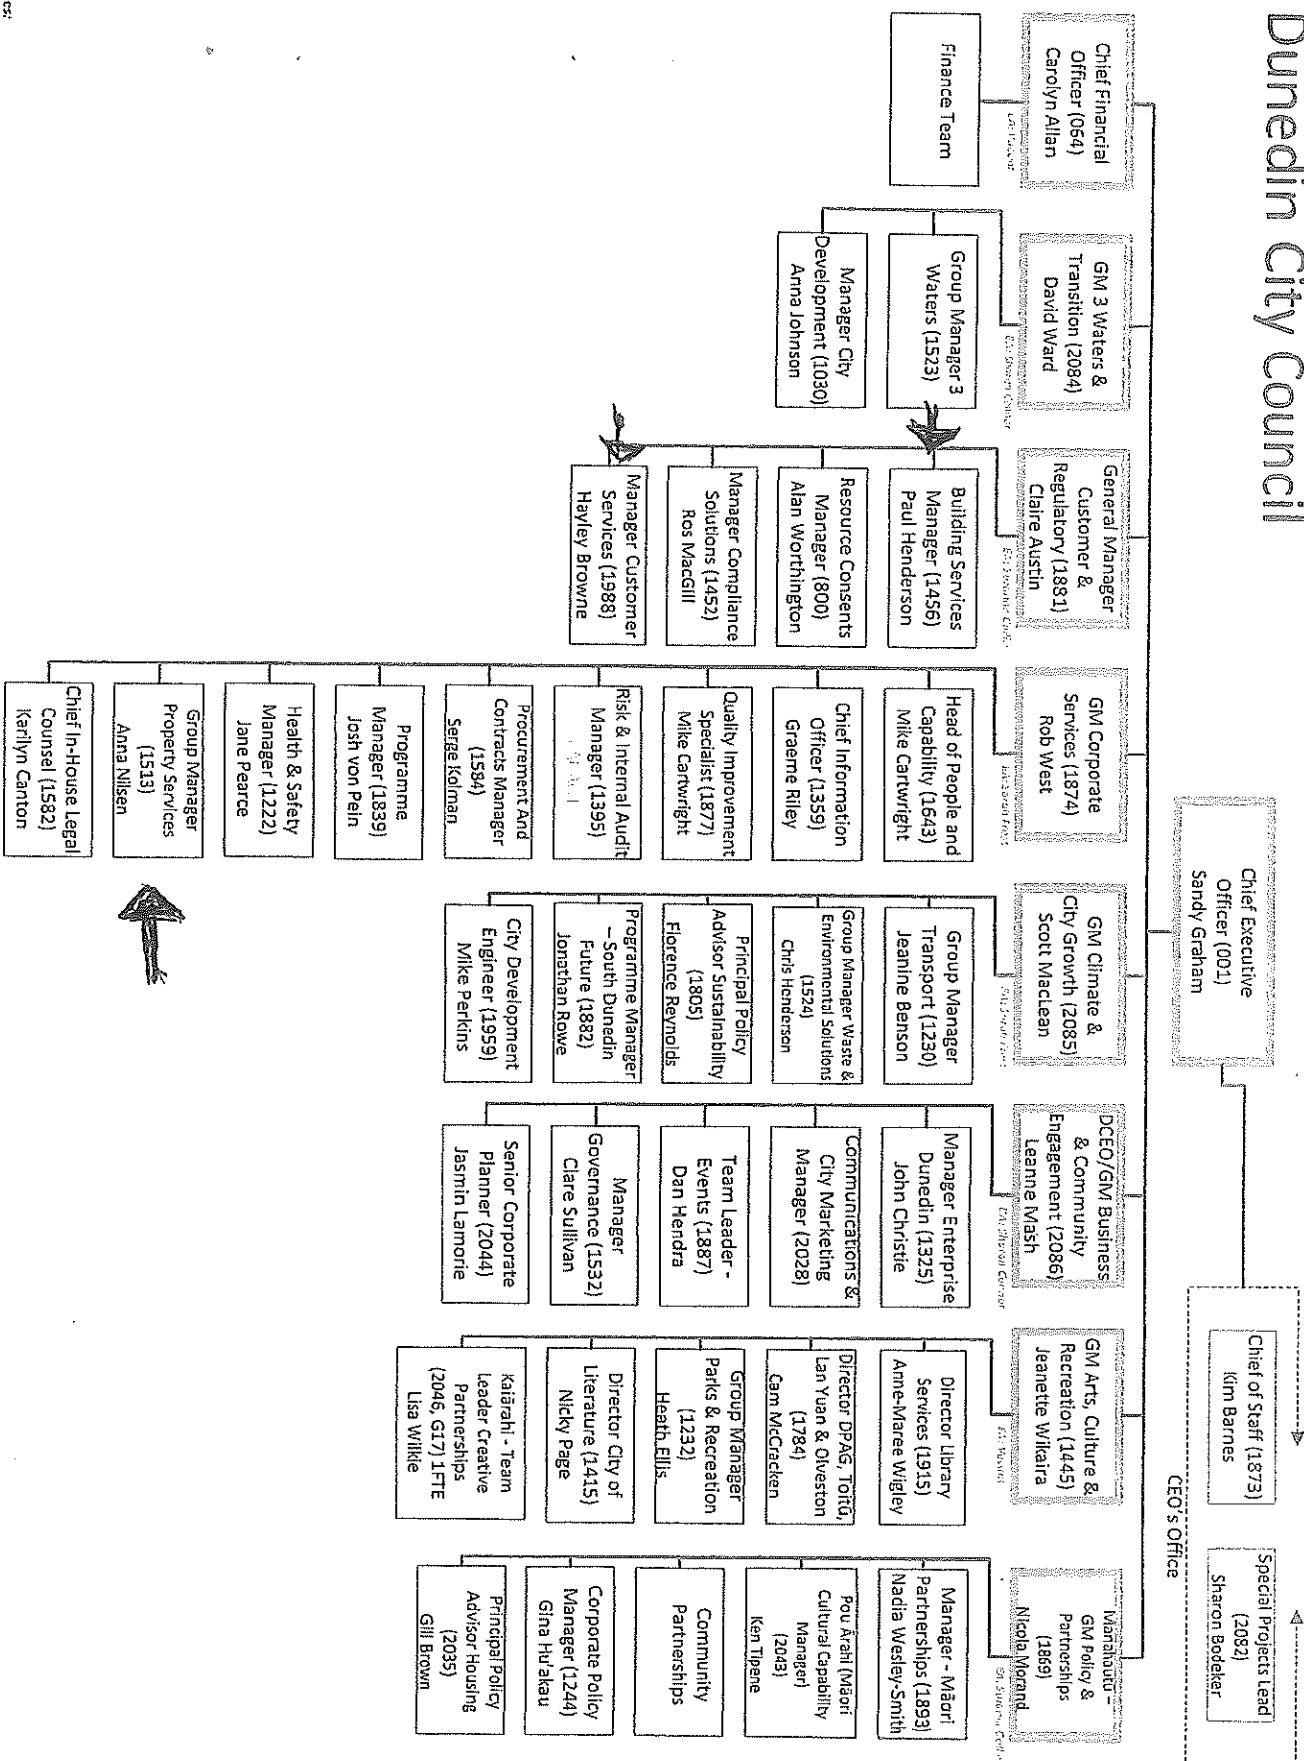 Dunedin City Council
Chief Executive
Officer (001)
Sandy Graham
Chief of Staff (1873)
Kim Barnes
Special Projects Lead
(2082)
Sharon Bodeker
CEO's Office
Chief Financial
Officer (064)
Carolyn Allan
Finance Team
GM 3 Waters &
Transition (2084)
David Ward
Group Manager 3
Waters (1523)
Manager City
Development (1030)
Anna Johnson
General Manager
Customer &
Regulatory (1881)
Claire Austin
Building Services
Manager (1456)
Paul Henderson
Resource Consents
Manager (800)
Alan Worthington
Manager Compliance
Solutions (1452)
Ros MacGill
Manager Customer
Services (1988)
Hayley Browne
GM Corporate
Services (1874)
Rob West
Head of People and
Capability (1643)
Mike Cartwright
Chief Information
Officer (1359)
Graeme Riley
Quality Improvement
Specialist (1877)
Mike Cartwright
Risk & Internal Audit
Manager (1395)
Procurement And
Contracts Manager
(1584)
Serge Kolman
Programme
Manager (1839)
Josh von Pein
Health & Safety
Manager (1222)
Jane Pearce
Group Manager
Property Services
(1513)
Anna Nilsen
Chief In-House Legal
Counsel (1582)
Karilyn Canton
GM Climate &
City Growth (2085)
Scott MacLean
Group Manager
Transport (1230)
Jeanine Benson
Group Manager Waste &
Environmental Solutions
(1524)
Chris Henderson
Principal Policy
Advisor Sustainability
(1805)
Florence Reynolds
Programme Manager
– South Dunedin
Future (1882)
Jonathan Rowe
City Development
Engineer (1959)
Mike Perkins
DCEO/GM Business
& Community
Engagement (2086)
Leanne Mash
EA: Sharon Connor
Manager Enterprise
Dunedin (1325)
John Christie
Communications &
City Marketing
Manager (2028)
Team Leader -
Events (1887)
Dan Hendra
Manager
Governance (1532)
Clare Sullivan
Senior Corporate
Planner (2044)
Jasmin Lamorie
GM Arts, Culture &
Recreation (1445)
Jeanette Wikaira
Director Library
Services (1915)
Anne-Maree Wigley
Director DPAG, Toitū,
Lan Yuan & Olveston
(1784)
Cam McCracken
Group Manager
Parks & Recreation
(1232)
Heath Ellis
Director City of
Literature (1415)
Nicky Page
Kaiārahi - Team
Leader Creative
Partnerships
(2046, G17) 1FTE
Lisa Wilkie
Manahautū –
GM Policy &
Partnerships
(1869)
Nicola Morand
Manager – Māori
Partnerships (1893)
Nadia Wesley-Smith
Pou Ārahi (Māori
Cultural Capability
Manager)
(2043)
Ken Tipene
Community
Partnerships
Corporate Policy
Manager (1244)
Gina Hu'akau
Principal Policy
Advisor Housing
(2035)
Gill Brown